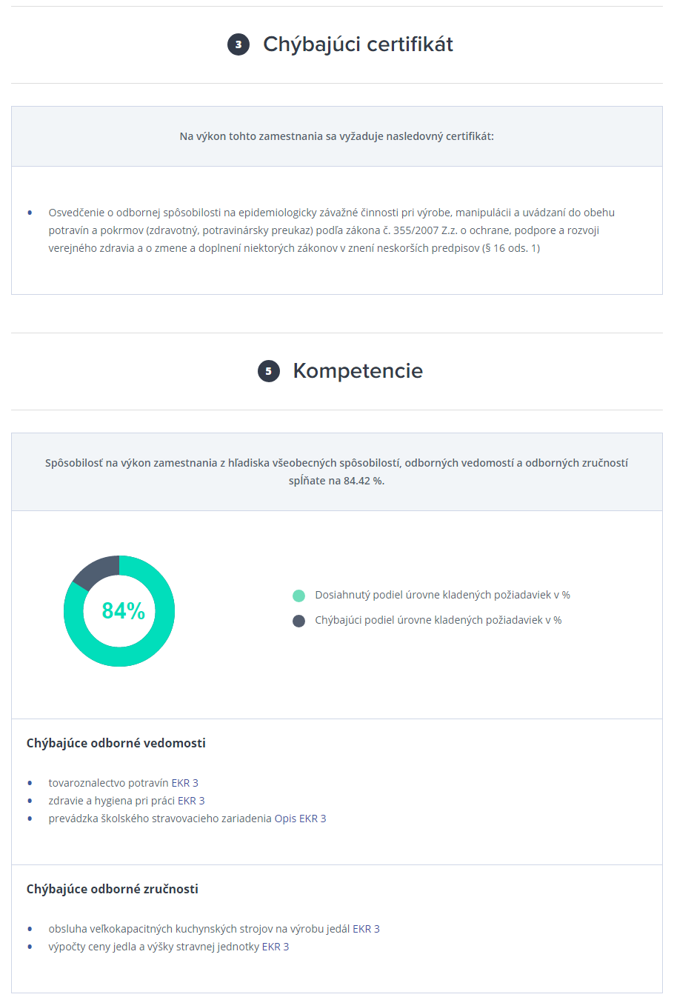 3 Chýbajúci certifikát
Na výkon tohto zamestnania sa vyžaduje nasledovný certifikát:
Osvedčenie o odbornej spôsobilosti na epidemiologicky závažné činnosti pri výrobe, manipulácii a uvádzaní do obehu
potravín a pokrmov (zdravotný, potravinársky preukaz) podľa zákona č. 355/2007 Z.z. o ochrane, podpore a rozvoji
verejného zdravia a o zmene a doplnení niektorých zákonov v znení neskorších predpisov (§ 16 ods. 1)
5 Kompetencie
Spôsobilosť na výkon zamestnania z hľadiska všeobecných spôsobilostí, odborných vedomostí a odborných zručností
spĺňate na 84.42 %.
84%
Dosiahnutý podiel úrovne kladených požiadaviek v %
Chýbajúci podiel úrovne kladených požiadaviek v %
Chýbajúce odborné vedomosti
tovaroznalectvo potravín EKR 3
zdravie a hygiena pri práci EKR 3
prevádzka školského stravovacieho zariadenia Opis EKR 3
Chýbajúce odborné zručnosti
obsluha veľkokapacitných kuchynských strojov na výrobu jedál EKR 3
výpočty ceny jedla a výšky stravnej jednotky EKR 3